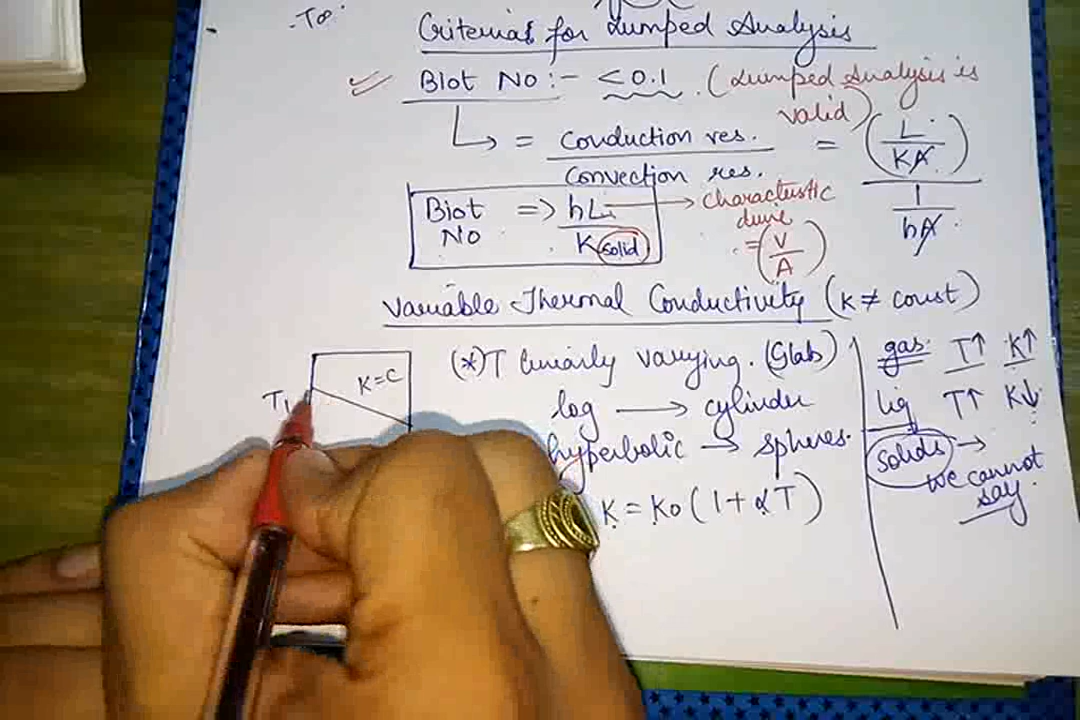 T∞
Criterias for Lumped Analysis
Biot No :- < 0.1 (Lumped Analysis is valid)
= Conduction res. / Convection res. = (L / KA) / (1 / hA)
Biot No => hL / K solid → characteristic dime = (V / A)
Variable Thermal Conductivity (K ≠ const)
K=C
T1
(*) T linearly varying. (Slab)
log → cylinder
hyperbolic → spheres.
K = Ko (1 + αT)
gas: T↑ K↑
liq T↑ K↓
solids →
we cannot
say